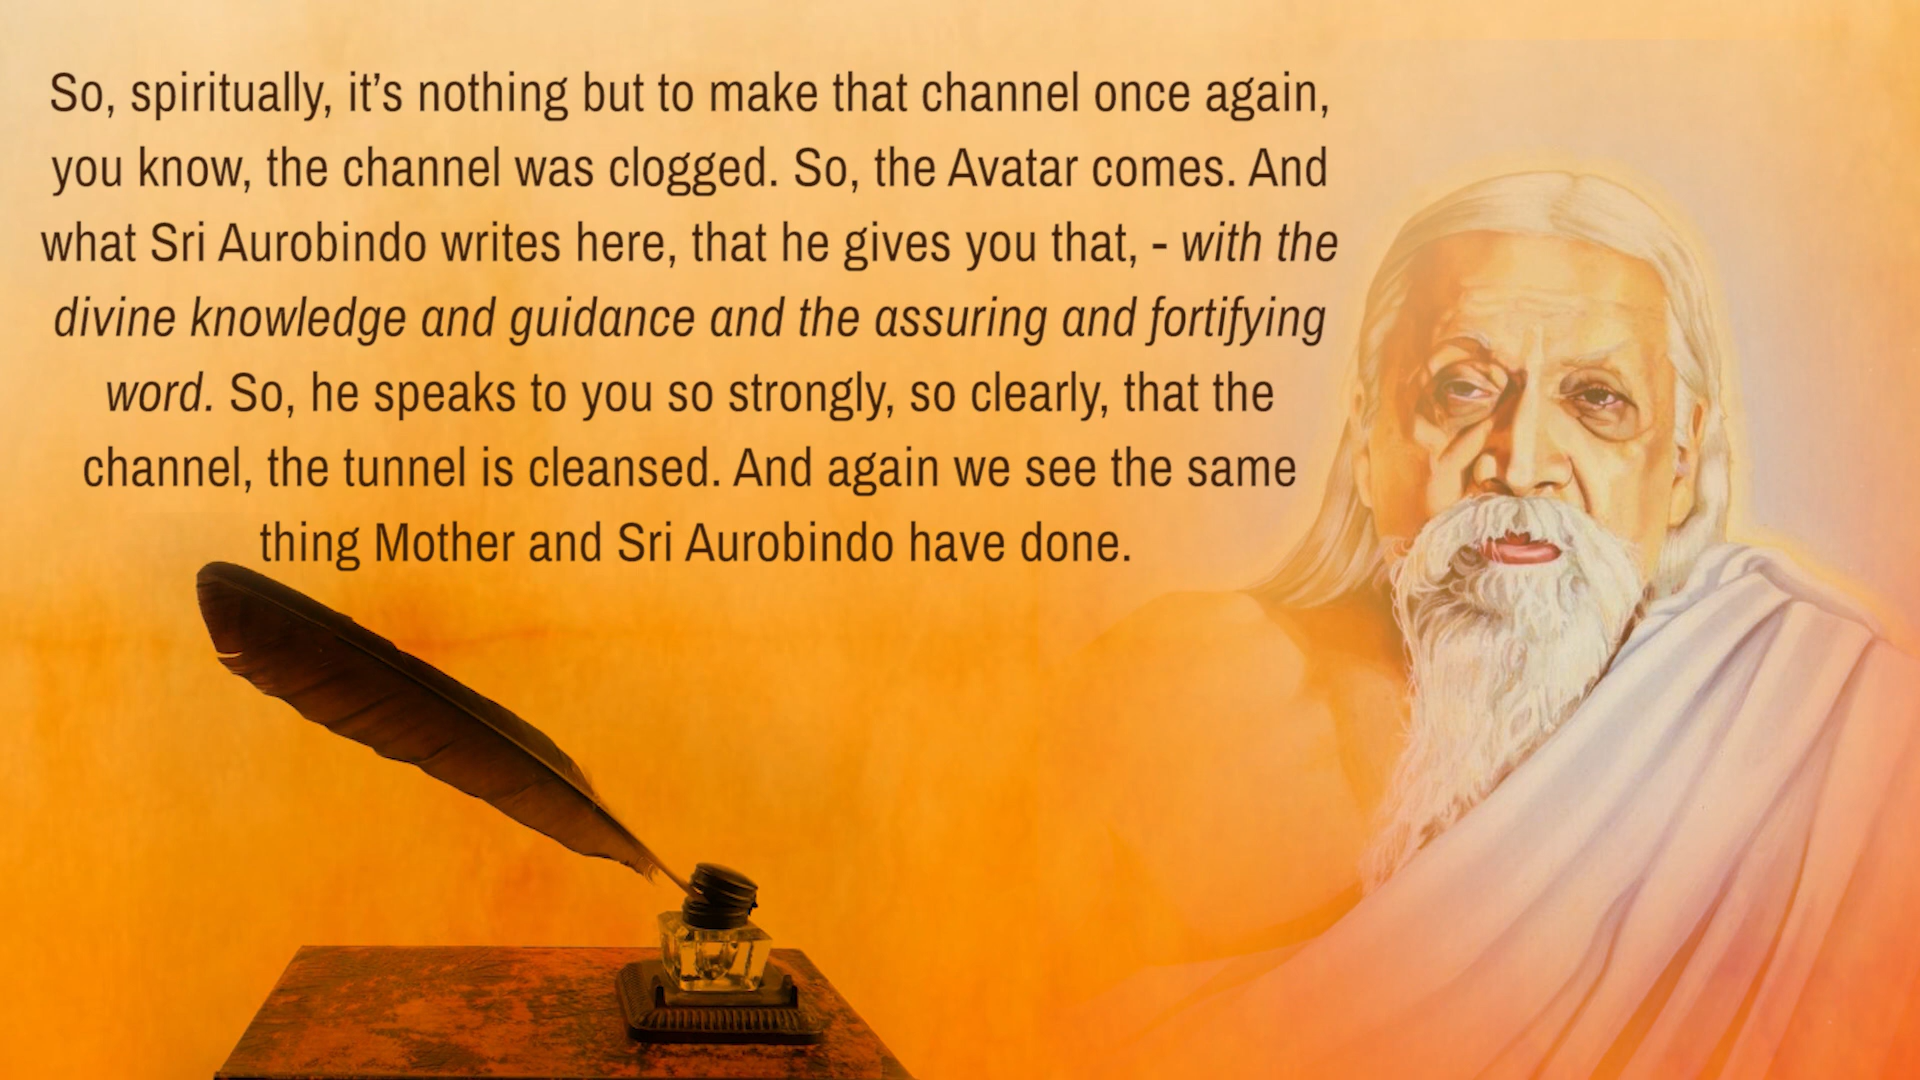 So, spiritually, it’s nothing but to make that channel once again,
you know, the channel was clogged. So, the Avatar comes. And
what Sri Aurobindo writes here, that he gives you that, - with the
divine knowledge and guidance and the assuring and fortifying
word. So, he speaks to you so strongly, so clearly, that the
channel, the tunnel is cleansed. And again we see the same
thing Mother and Sri Aurobindo have done.